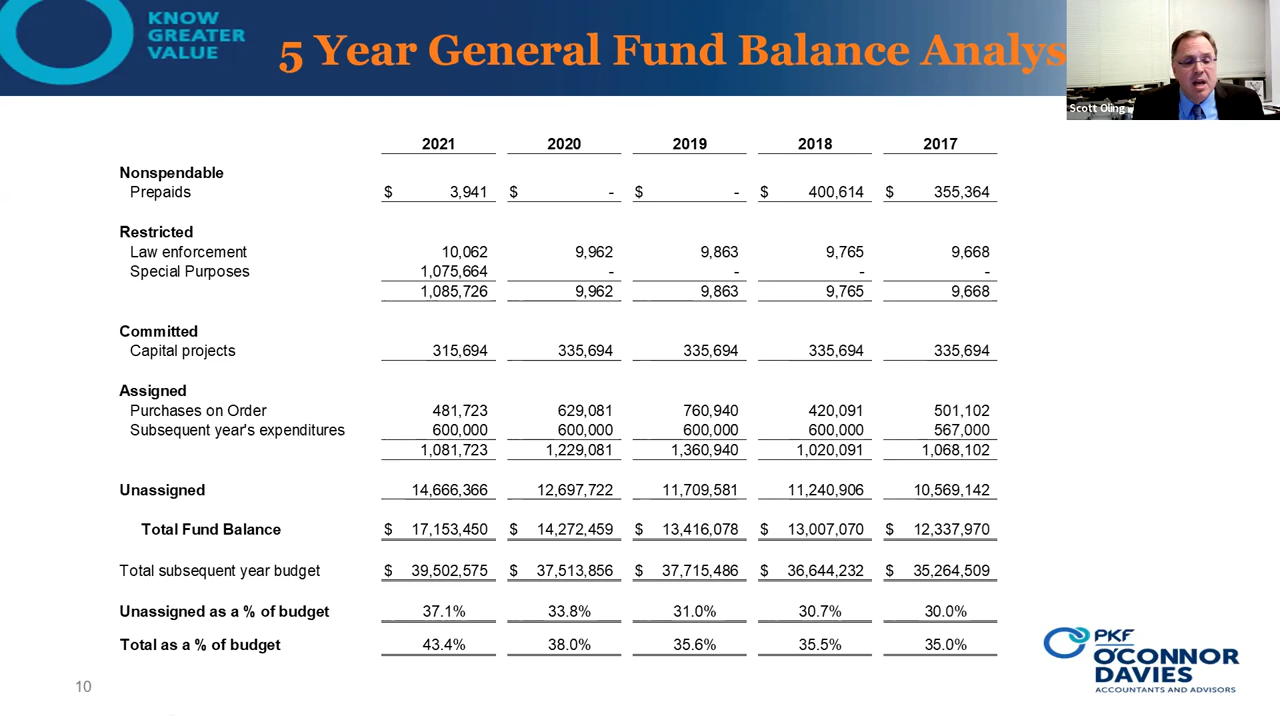 KNOW
GREATER
VALUE
5 Year General Fund Balance Analys
Scott Oling
2021 2020 2019 2018 2017
Nonspendable
Prepaids $ 3,941 $ - $ - $ 400,614 $ 355,364
Restricted
Law enforcement 10,062 9,962 9,863 9,765 9,668
Special Purposes 1,075,664 - - - -
1,085,726 9,962 9,863 9,765 9,668
Committed
Capital projects 315,694 335,694 335,694 335,694 335,694
Assigned
Purchases on Order 481,723 629,081 760,940 420,091 501,102
Subsequent year's expenditures 600,000 600,000 600,000 600,000 567,000
1,081,723 1,229,081 1,360,940 1,020,091 1,068,102
Unassigned 14,666,366 12,697,722 11,709,581 11,240,906 10,569,142
Total Fund Balance $ 17,153,450 $ 14,272,459 $ 13,416,078 $ 13,007,070 $ 12,337,970
Total subsequent year budget $ 39,502,575 $ 37,513,856 $ 37,715,486 $ 36,644,232 $ 35,264,509
Unassigned as a % of budget 37.1% 33.8% 31.0% 30.7% 30.0%
Total as a % of budget 43.4% 38.0% 35.6% 35.5% 35.0%
PKF
O'CONNOR
DAVIES
ACCOUNTANTS AND ADVISORS
10